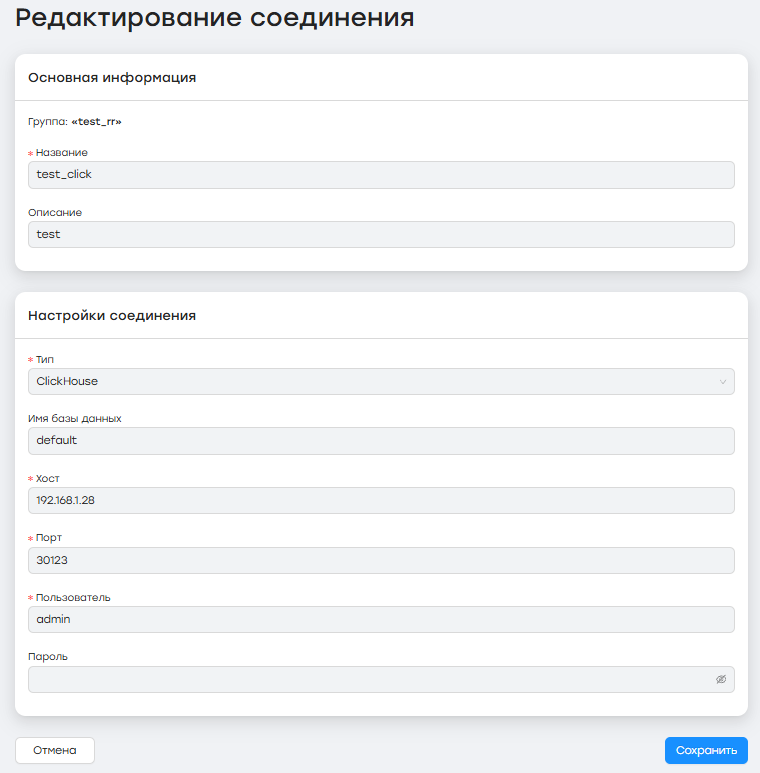 Редактирование соединения
Основная информация
Группа: «test_rr»
* Название
test_click
Описание
test
Настройки соединения
* Тип
ClickHouse
Имя базы данных
default
* Хост
192.168.1.28
* Порт
30123
* Пользователь
admin
Пароль
Отмена
Сохранить